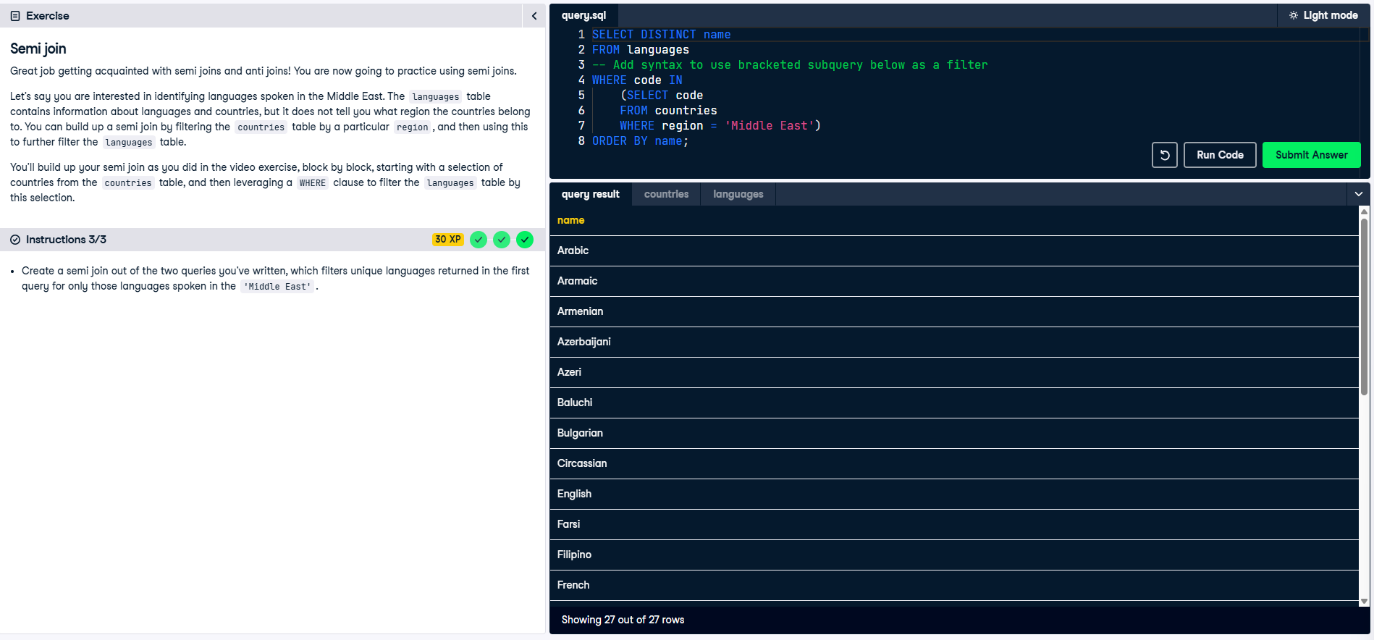 Exercise
Semi join
Great job getting acquainted with semi joins and anti joins! You are now going to practice using semi joins.
Let's say you are interested in identifying languages spoken in the Middle East. The languages table
contains information about languages and countries, but it does not tell you what region the countries belong
to. You can build up a semi join by filtering the countries table by a particular region, and then using this
to further filter the languages table.
You'll build up your semi join as you did in the video exercise, block by block, starting with a selection of
countries from the countries table, and then leveraging a WHERE clause to filter the languages table by
this selection.
Instructions 3/3
30 XP
• Create a semi join out of the two queries you've written, which filters unique languages returned in the first
query for only those languages spoken in the 'Middle East'.
query.sql
Light mode
1 SELECT DISTINCT name
2 FROM languages
3 -- Add syntax to use bracketed subquery below as a filter
4 WHERE code IN
5 (SELECT code
6 FROM countries
7 WHERE region = 'Middle East')
8 ORDER BY name;
Run Code
Submit Answer
query result
countries
languages
name
Arabic
Aramaic
Armenian
Azerbaijani
Azeri
Baluchi
Bulgarian
Circassian
English
Farsi
Filipino
French
Showing 27 out of 27 rows